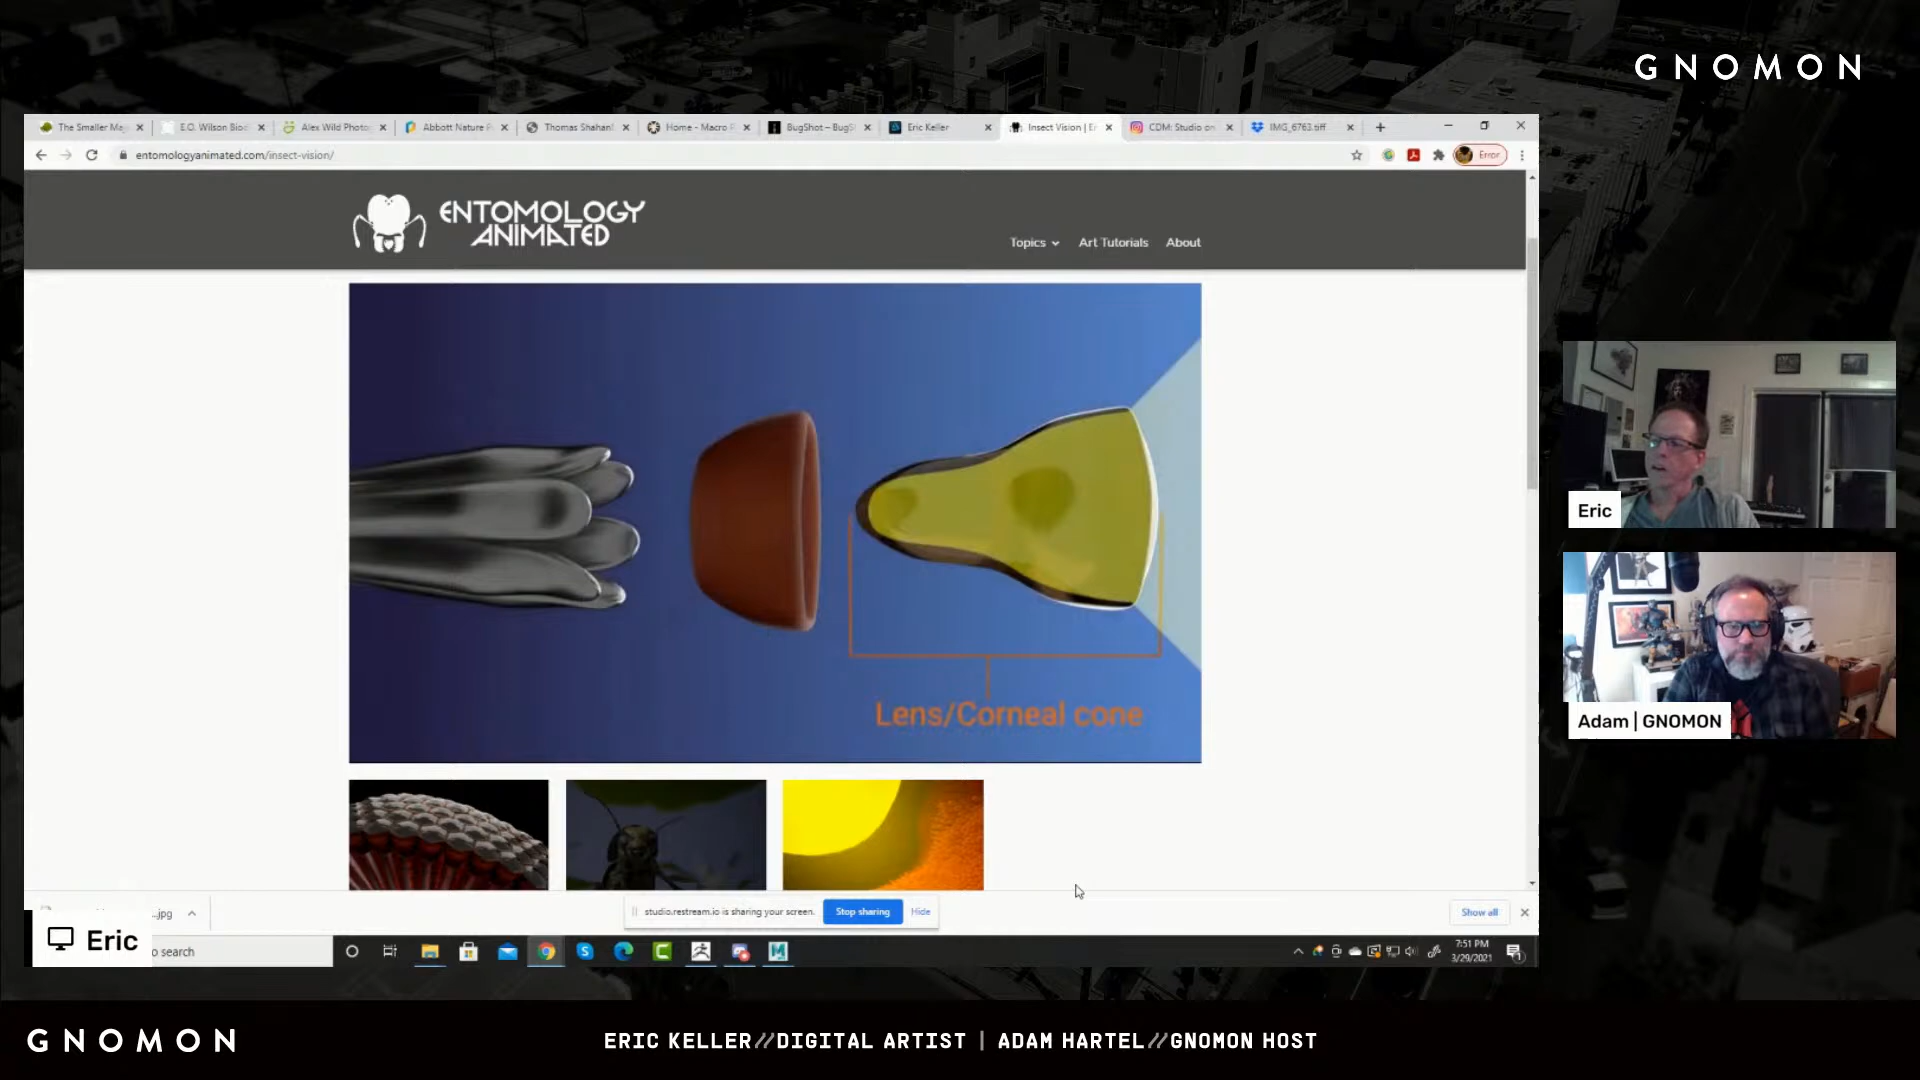 GNOMON
The Smaller Ma
E.O. Wilson Biod
Alex Wild Photo
Abbott Nature P
Thomas Shahan
Home - Macro P
BugShot – BugS
Eric Keller
Insect Vision | E
CDM: Studio on
IMG_6763.tiff
entomologyanimated.com/insect-vision/
Error
ENTOMOLOGY
ANIMATED
Topics
Art Tutorials
About
Lens/Corneal cone
Eric
Adam | GNOMON
...jpg
studio.restream.io is sharing your screen.
Stop sharing
Hide
Show all
Eric
o search
7:51 PM
3/29/2021
GNOMON
ERIC KELLER//DIGITAL ARTIST | ADAM HARTEL//GNOMON HOST